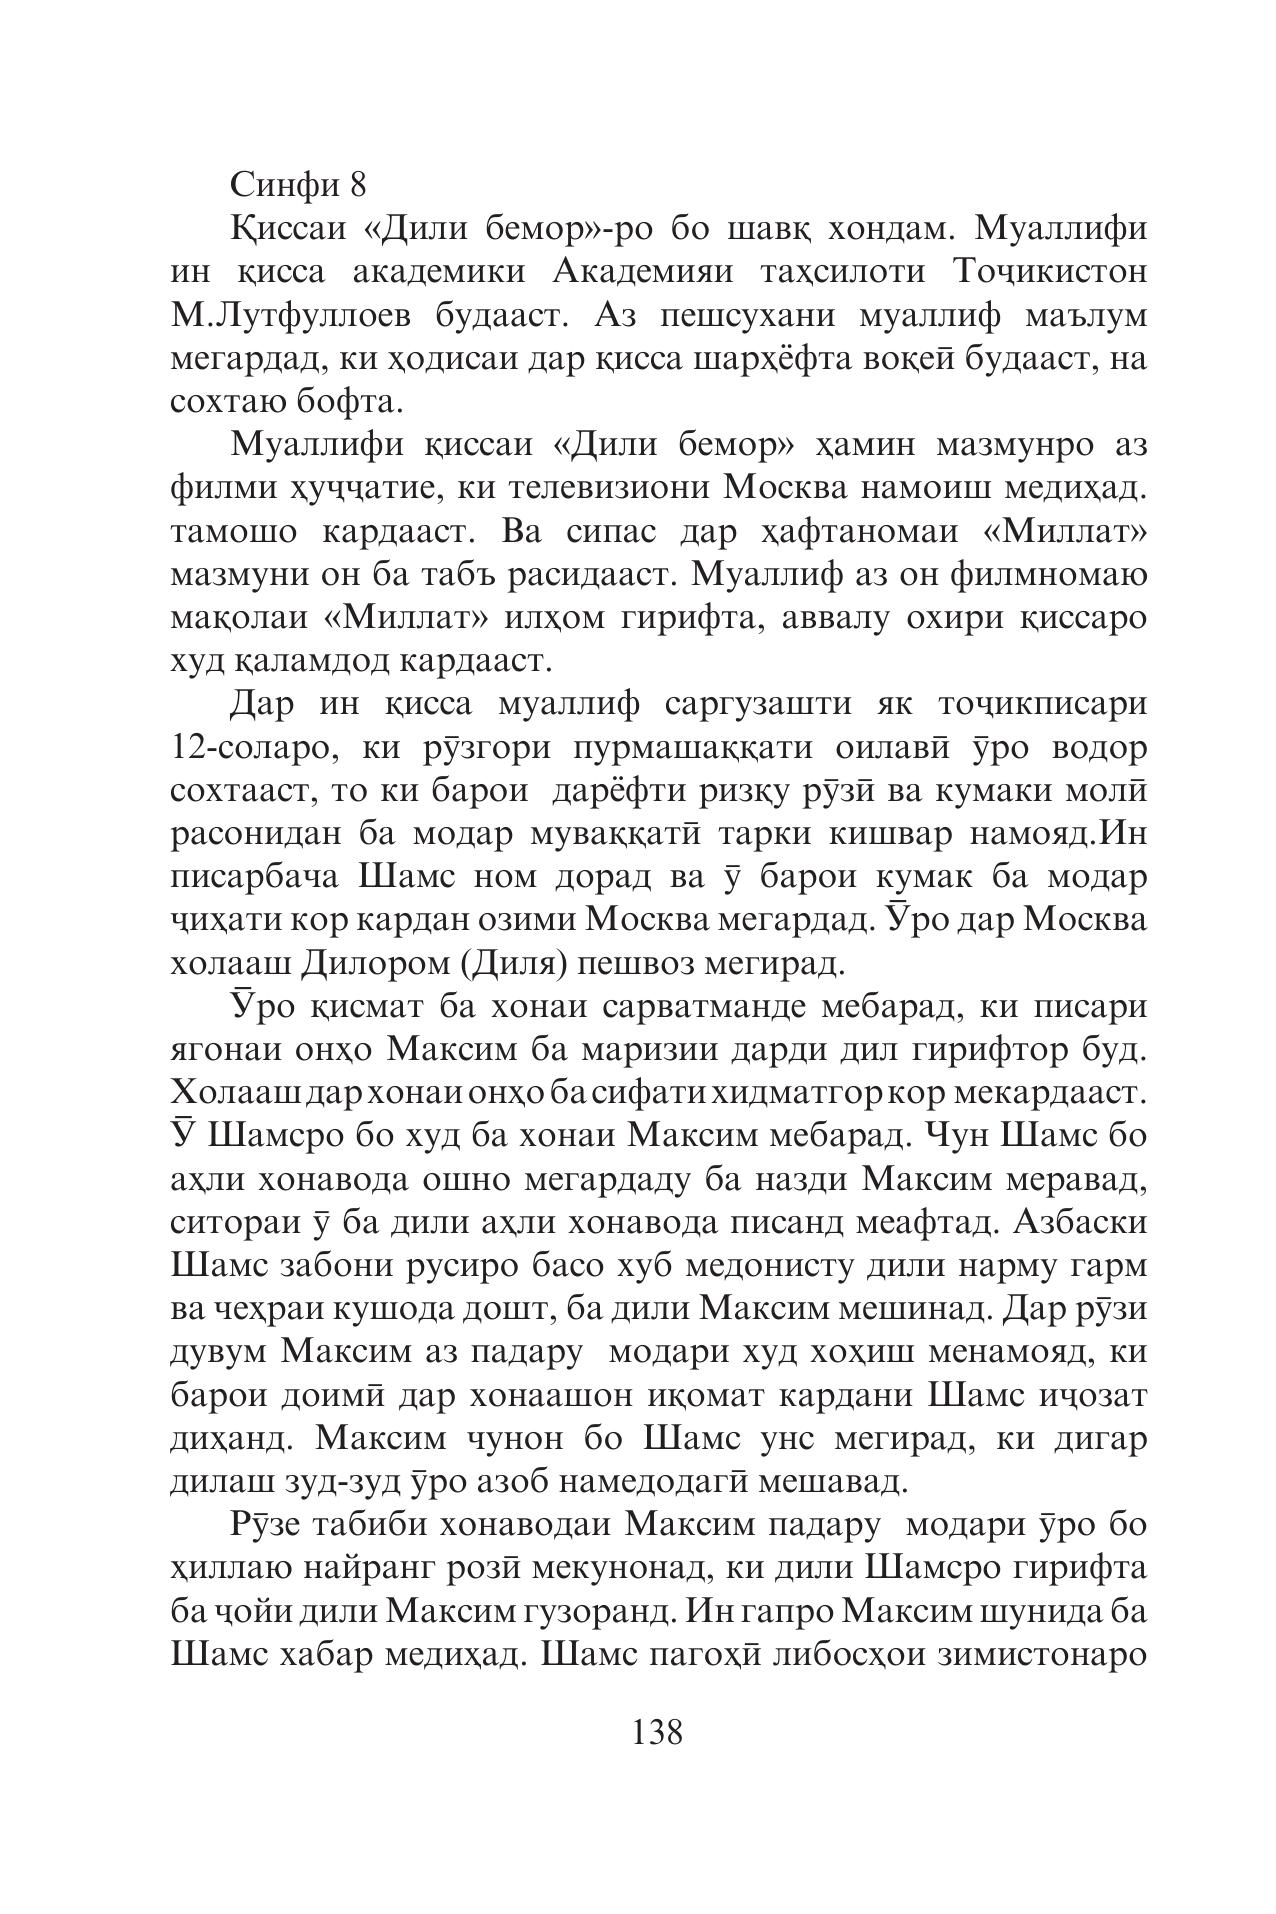 Синфи 8
Қиссаи «Дили бемор»-ро бо шавқ хондам. Муаллифи
ин қисса академики Академияи таҳсилоти Тоҷикистон
М.Лутфуллоев будааст. Аз пешсухани муаллиф маълум
мегардад, ки ҳодисаи дар қисса шарҳёфта воқеӣ будааст, на
сохтаю бофта.
Муаллифи қиссаи «Дили бемор» ҳамин мазмунро аз
филми ҳуҷҷатие, ки телевизиони Москва намоиш медиҳад.
тамошо кардааст. Ва сипас дар ҳафтаномаи «Миллат»
мазмуни он ба табъ расидааст. Муаллиф аз он филмномаю
мақолаи «Миллат» илҳом гирифта, аввалу охири қиссаро
худ қаламдод кардааст.
Дар ин қисса муаллиф саргузашти як тоҷикписари
12-соларо, ки рӯзгори пурмашаққати оилавӣ ӯро водор
сохтааст, то ки барои дарёфти ризқу рӯзӣ ва кумаки молӣ
расонидан ба модар муваққатӣ тарки кишвар намояд.Ин
писарбача Шамс ном дорад ва ӯ барои кумак ба модар
ҷиҳати кор кардан озими Москва мегардад. Ӯро дар Москва
холааш Дилором (Диля) пешвоз мегирад.
Ӯро қисмат ба хонаи сарватманде мебарад, ки писари
ягонаи онҳо Максим ба маризии дарди дил гирифтор буд.
Холааш дар хонаи онҳо ба сифати хидматгор кор мекардааст.
Ӯ Шамсро бо худ ба хонаи Максим мебарад. Чун Шамс бо
аҳли хонавода ошно мегардаду ба назди Максим меравад,
ситораи ӯ ба дили аҳли хонавода писанд меафтад. Азбаски
Шамс забони русиро басо хуб медонисту дили нарму гарм
ва чеҳраи кушода дошт, ба дили Максим мешинад. Дар рӯзи
дувум Максим аз падару модари худ хоҳиш менамояд, ки
барои доимӣ дар хонаашон иқомат кардани Шамс иҷозат
диҳанд. Максим чунон бо Шамс унс мегирад, ки дигар
дилаш зуд-зуд ӯро азоб намедодагӣ мешавад.
Рӯзе табиби хонаводаи Максим падару модари ӯро бо
ҳиллаю найранг розӣ мекунонад, ки дили Шамсро гирифта
ба ҷойи дили Максим гузоранд. Ин гапро Максим шунида ба
Шамс хабар медиҳад. Шамс пагоҳӣ либосҳои зимистонаро
138